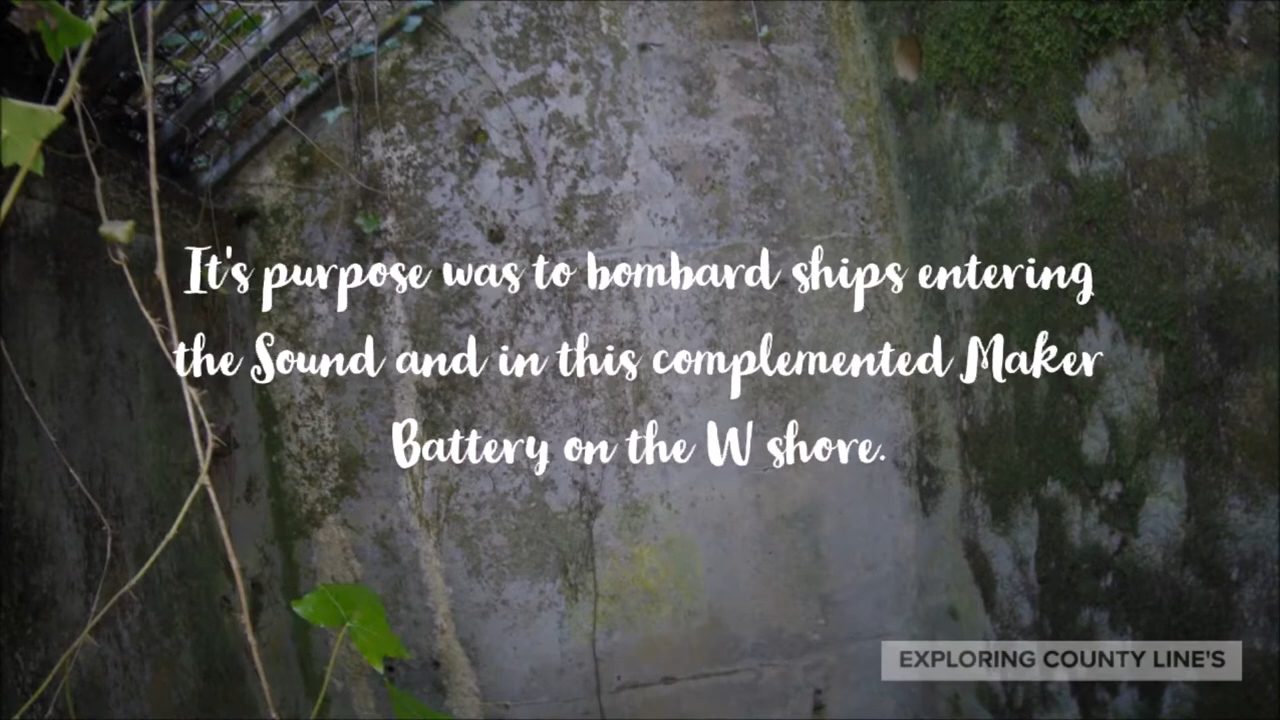 It's purpose was to bombard ships entering
the Sound and in this complemented Maker
Battery on the W shore.
EXPLORING COUNTY LINE'S